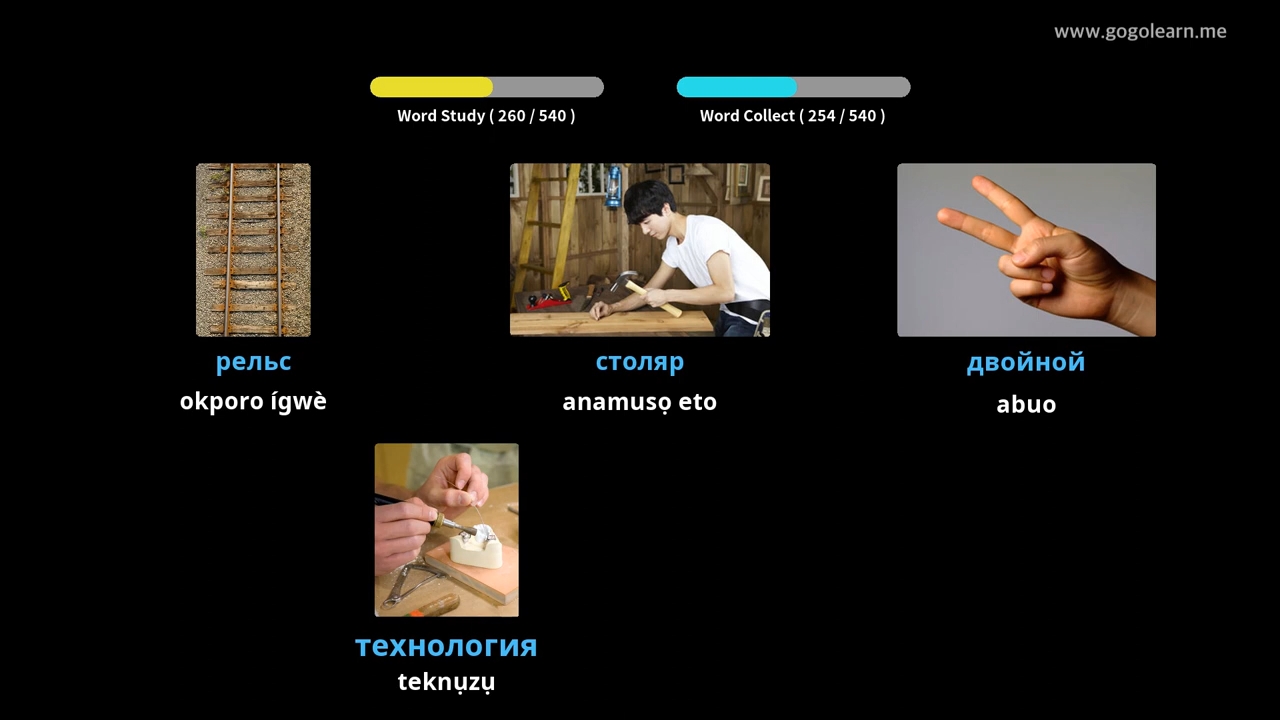 www.gogolearn.me
Word Study ( 260 / 540 )
Word Collect ( 254 / 540 )
рельс
okporo ígwè
столяр
anamusọ eto
двойной
abuo
технология
teknụzụ